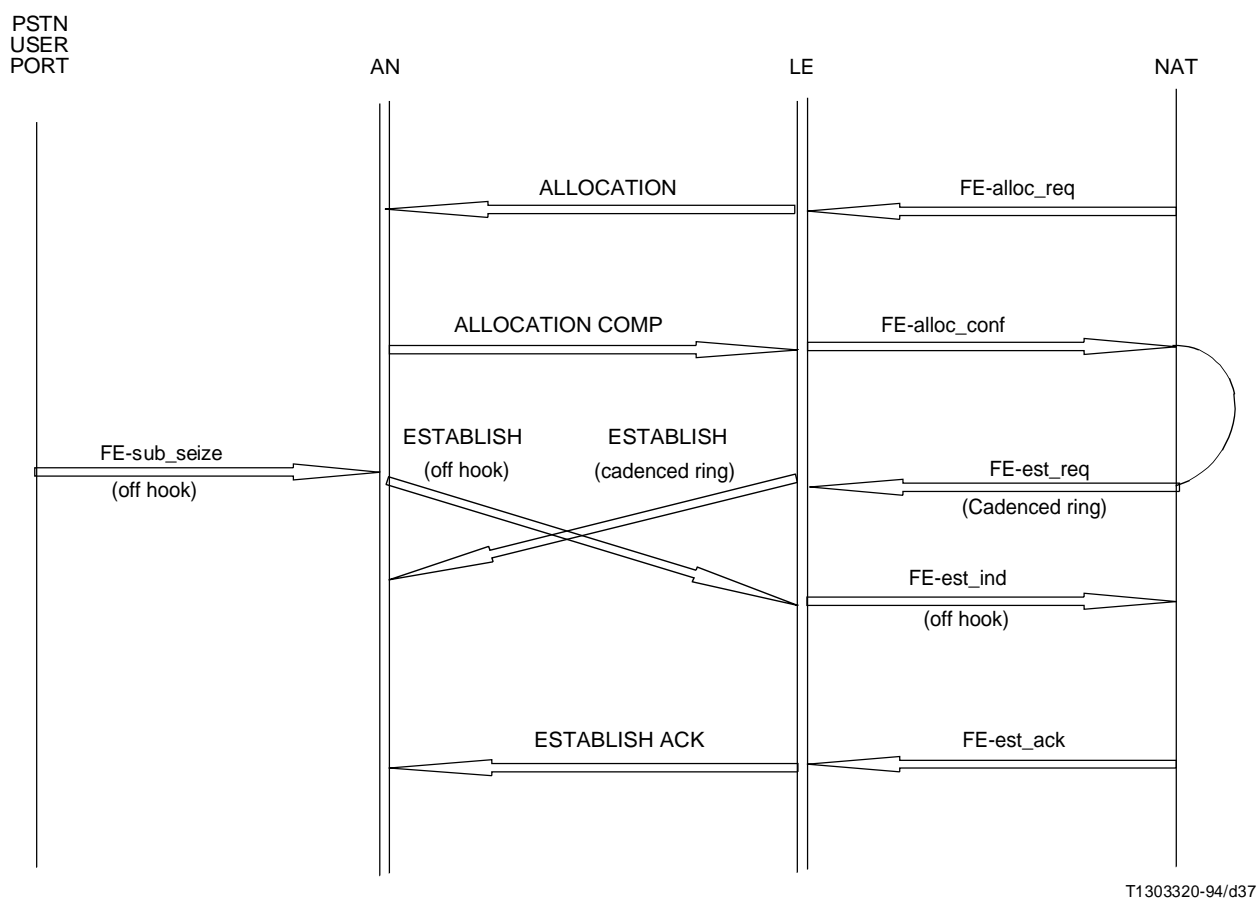 PSTN
USER
PORT
AN
LE
NAT
ALLOCATION
FE-alloc_req
ALLOCATION COMP
FE-alloc_conf
FE-sub_seize
(off hook)
ESTABLISH
(off hook)
ESTABLISH
(cadenced ring)
FE-est_req
(Cadenced ring)
FE-est_ind
(off hook)
ESTABLISH ACK
FE-est_ack
T1303320-94/d37